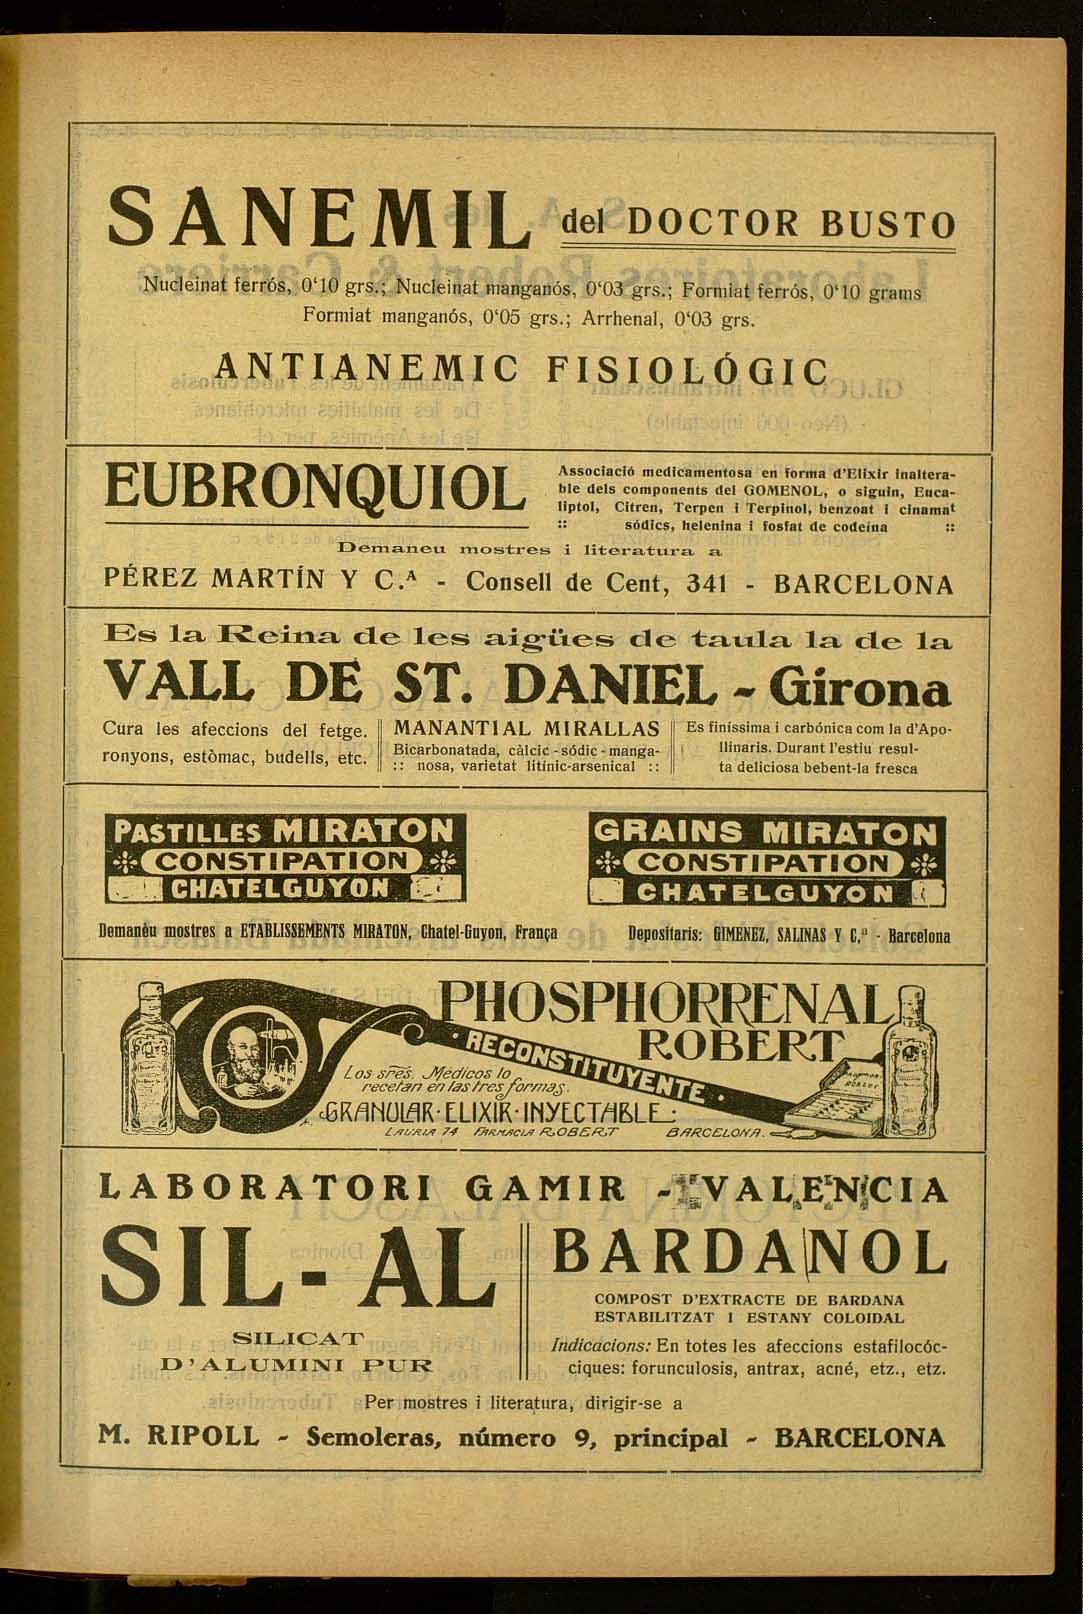 SANEMIL del DOCTOR BUSTO
Nucleinat ferrós, 0'10 grs.; Nucleinat manganós, 0'03 grs.; Formiat ferrós, 0'10 grams
Formiat manganós, 0'05 grs.; Arrhenal, 0'03 grs.
ANTIANEMIC FISIOLÓGIC
EUBRONQUIOL
Associació medicamentosa en forma d'Elixir inaltera-
ble dels components del GOMENOL, o siguin, Euca-
liptol, Citren, Terpen i Terpinol, benzoat i cinamat
:: sódics, helenina i fosfat de codeína ::
Demaneu mostres i literatura a
PÉREZ MARTÍN Y C.ᴬ - Consell de Cent, 341 - BARCELONA
Es la Reina de les aigües de taula la de la
VALL DE ST. DANIEL - Girona
Cura les afeccions del fetge.
ronyons, estòmac, budells, etc.
MANANTIAL MIRALLAS
Bicarbonatada, càlcic-sódic-manga-
:: nosa, varietat litínic-arsenical ::
Es finíssima i carbónica com la d'Apo-
llinaris. Durant l'estiu resul-
ta deliciosa bebent-la fresca
PASTILLES MIRATON
CONSTIPATION
CHATELGUYON
GRAINS MIRATON
CONSTIPATION
CHATELGUYON
Demanèu mostres a ETABLISSEMENTS MIRATON, Chatel-Guyon, França
Depositaris: GIMENEZ, SALINAS Y C.ª - Barcelona
PHOSPHORRENAL
ROBERT
· RECONSTITUYENTE ·
Los sres. Médicos lo
recetan en las tres formas.
GRANULAR · ELIXIR · INYECTABLE ·
LAURIA 74 FARMACIA ROBERT BARCELONA.
LABORATORI GAMIR - VALENCIA
SIL-AL
SILICAT
D'ALUMINI PUR
BARDANOL
COMPOST D'EXTRACTE DE BARDANA
ESTABILITZAT I ESTANY COLOIDAL
Indicacions: En totes les afeccions estafilocóc-
ciques: forunculosis, antrax, acné, etz., etz.
Per mostres i literatura, dirigir-se a
M. RIPOLL - Semoleras, número 9, principal - BARCELONA